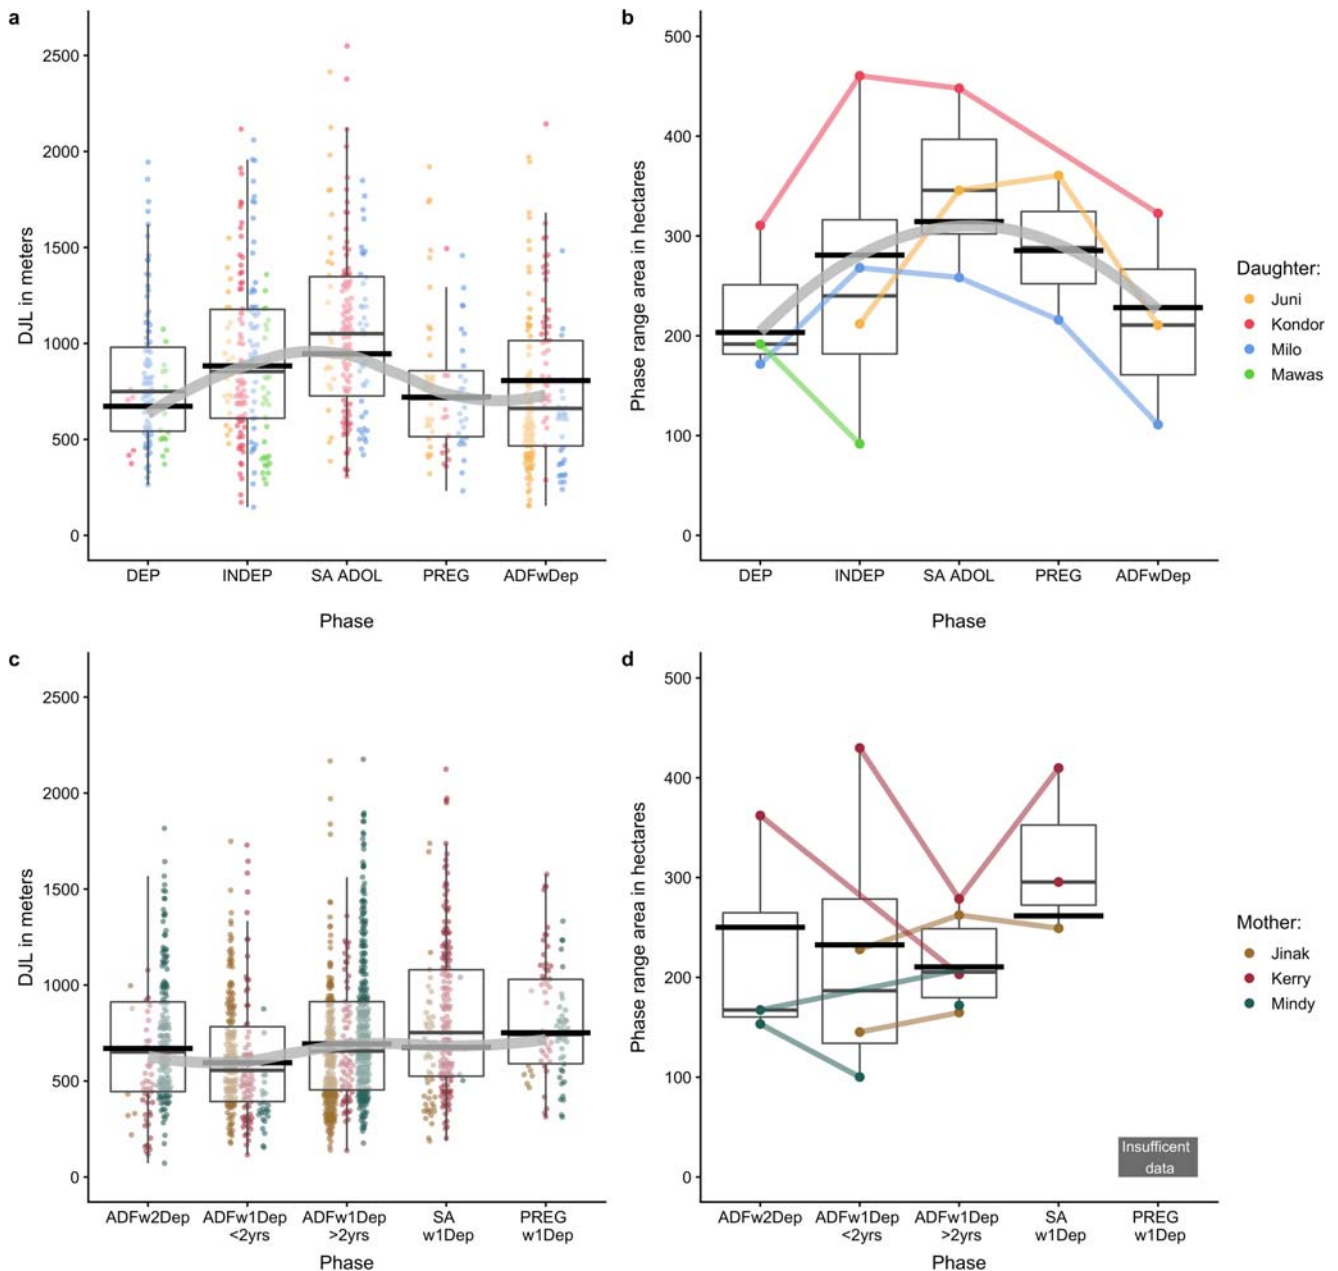 a
DJL in meters
2500
2000
1500
1000
500
0
DEP
INDEP
SA ADOL
PREG
ADFwDep
Phase
b
Phase range area in hectares
500
400
300
200
100
0
DEP
INDEP
SA ADOL
PREG
ADFwDep
Phase
Daughter:
Juni
Kondor
Milo
Mawas
c
DJL in meters
2500
2000
1500
1000
500
0
ADFw2Dep
ADFw1Dep
<2yrs
ADFw1Dep
>2yrs
SA
w1Dep
PREG
w1Dep
Phase
d
Phase range area in hectares
500
400
300
200
100
0
Insufficent
data
ADFw2Dep
ADFw1Dep
<2yrs
ADFw1Dep
>2yrs
SA
w1Dep
PREG
w1Dep
Phase
Mother:
Jinak
Kerry
Mindy